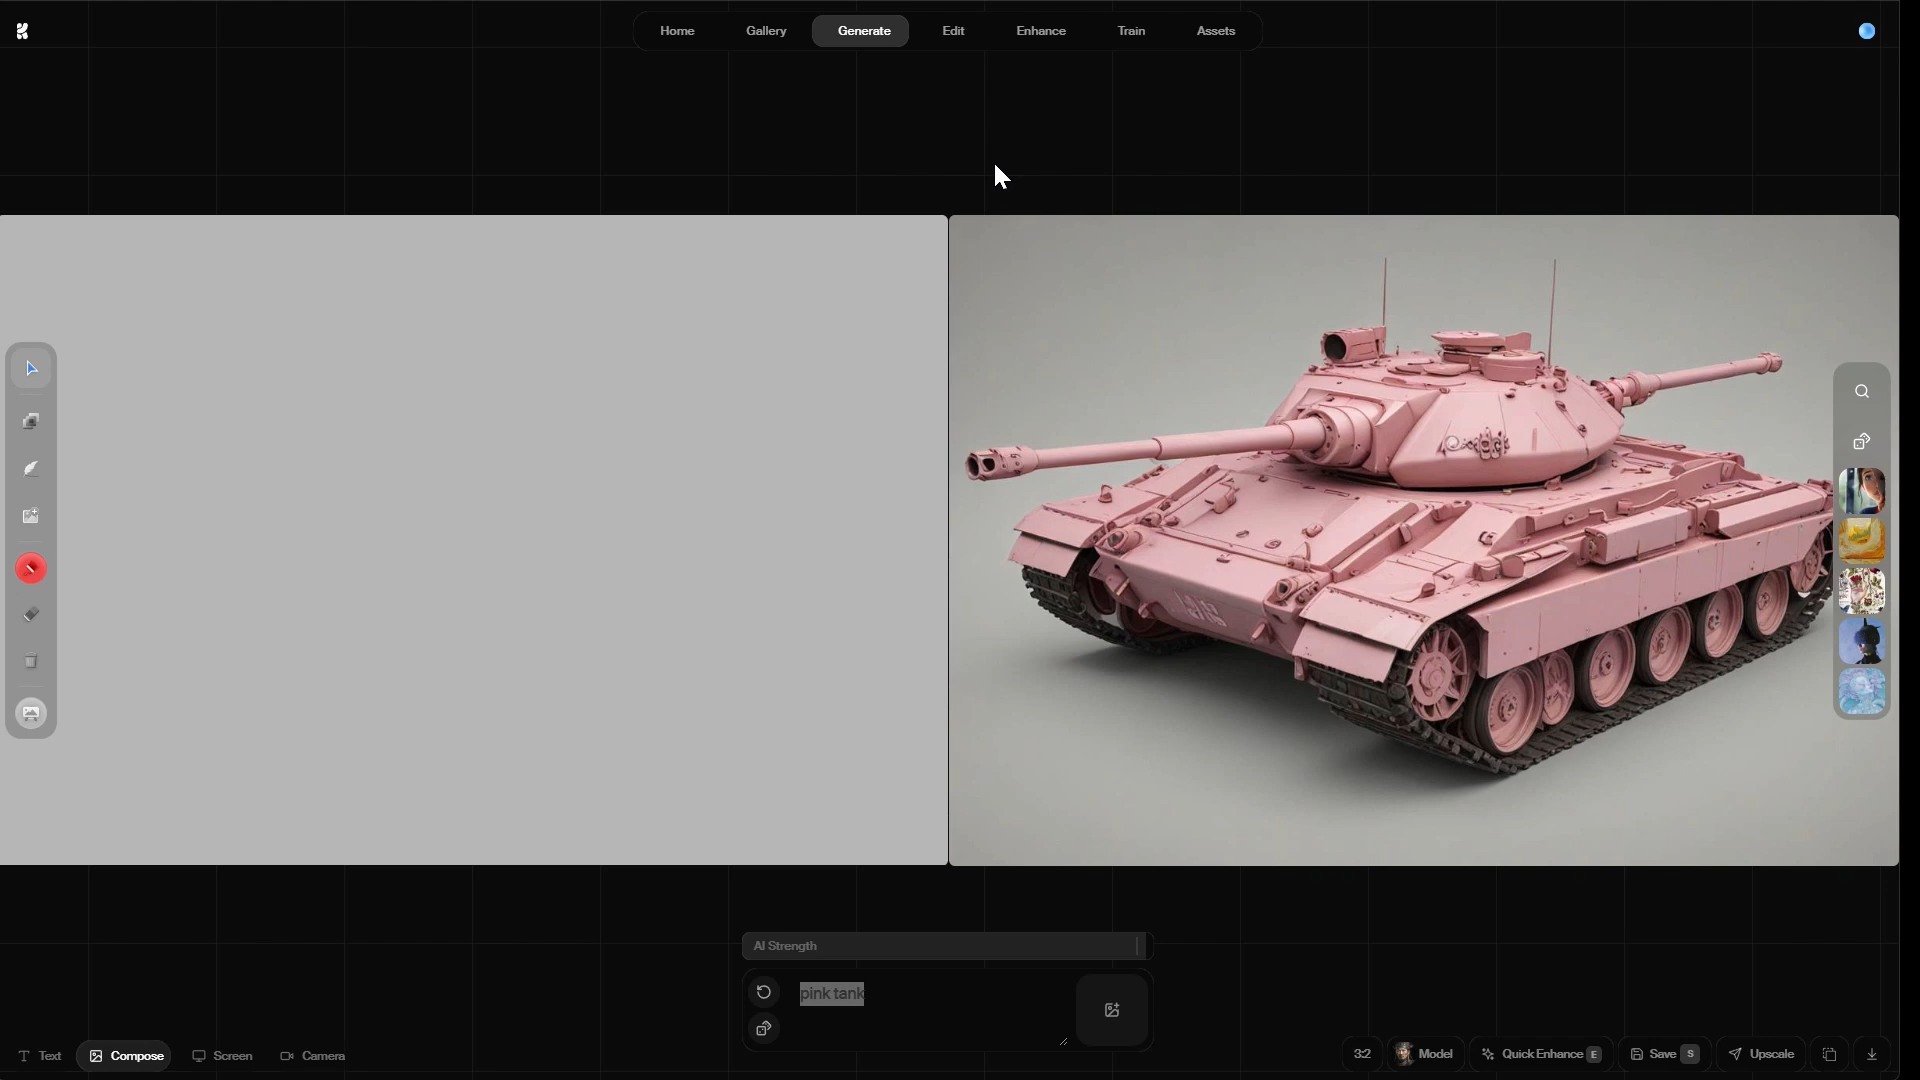 Home
Gallery
Generate
Edit
Enhance
Train
Assets
AI Strength
pink tank
Text
Compose
Screen
Camera
3:2
Model
Quick Enhance E
Save S
Upscale